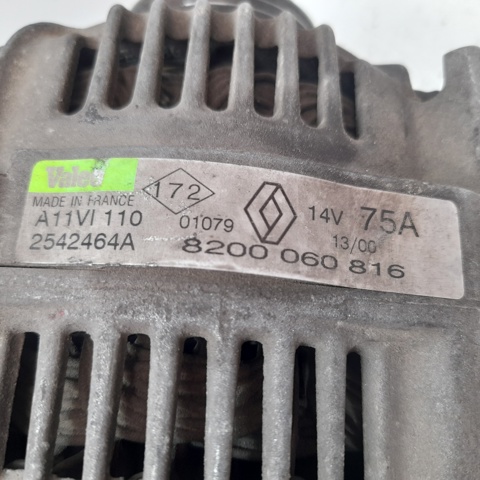 Valeo
MADE IN FRANCE
A11VI 110
2542464A
172
01079
14V 75A
13/00
8200 060 816